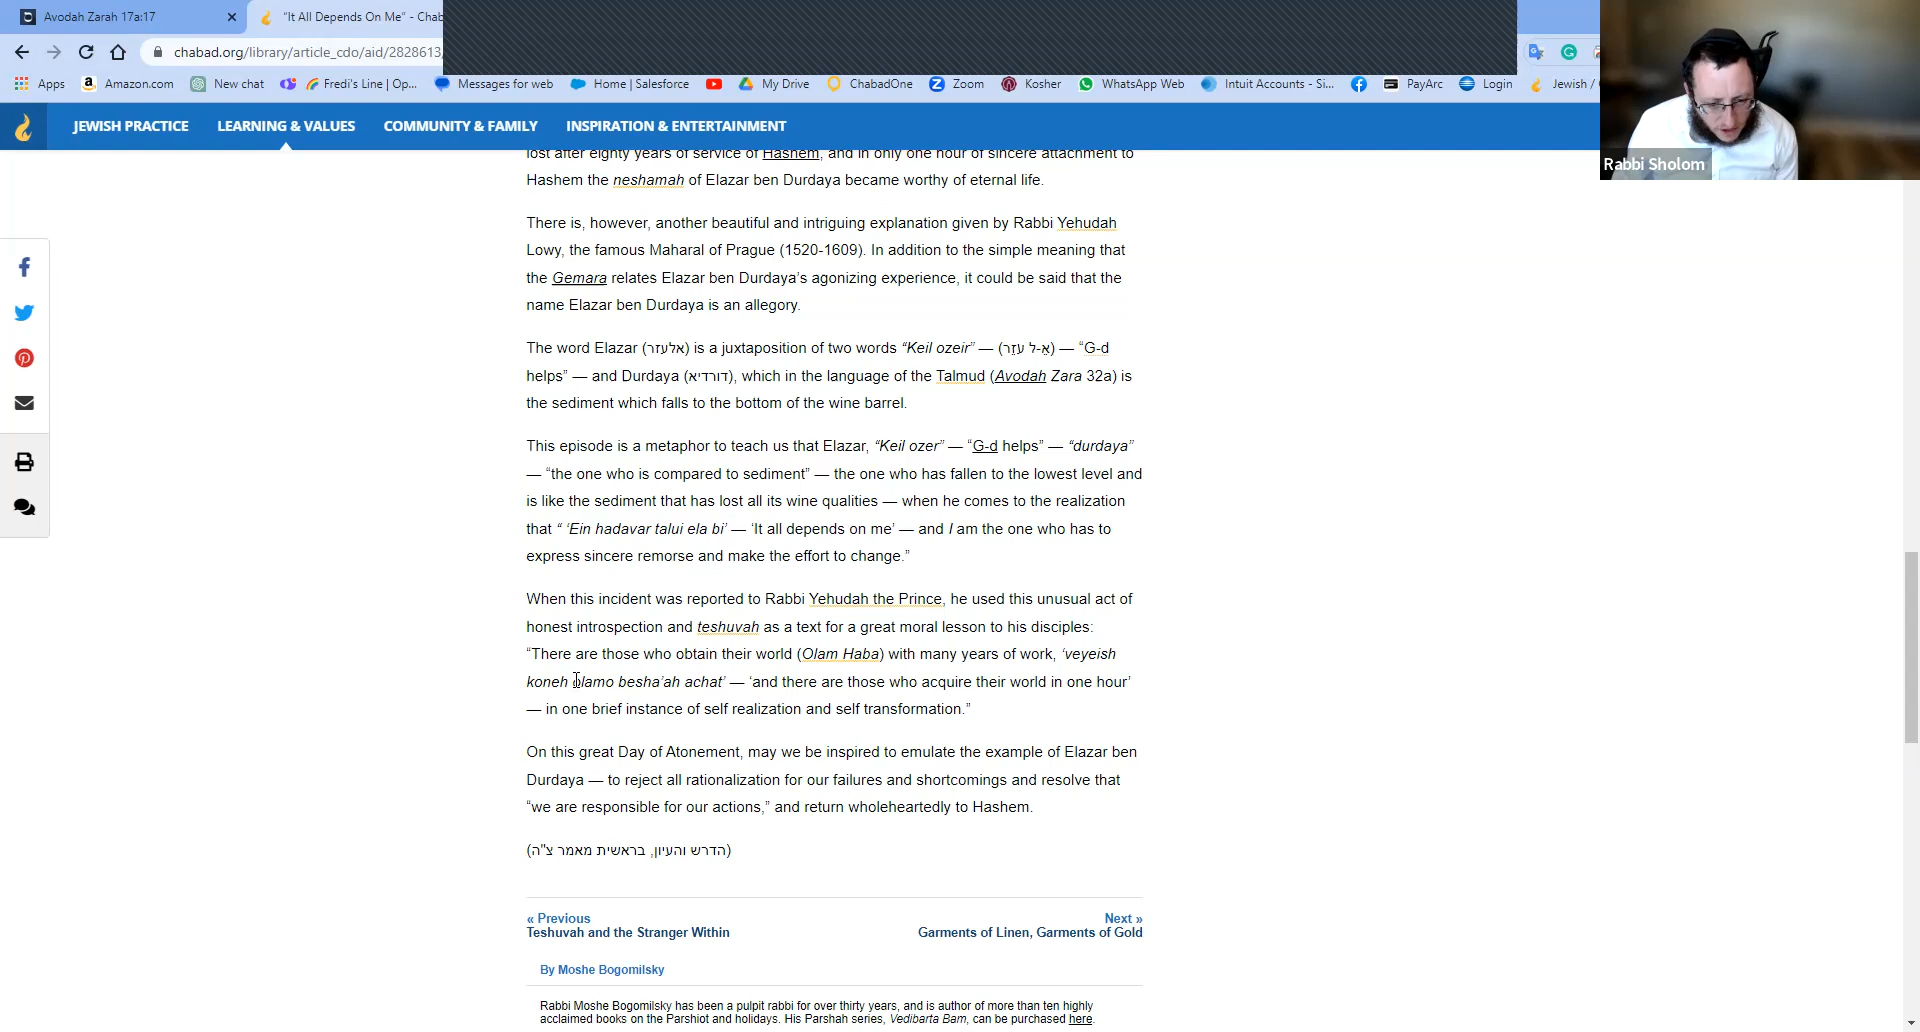 Avodah Zarah 17a:17
"It All Depends On Me" - Chab
chabad.org/library/article_cdo/aid/2828613
Apps Amazon.com New chat Fredi's Line | Op... Messages for web Home | Salesforce My Drive ChabadOne Zoom Kosher WhatsApp Web Intuit Accounts - Si... PayArc Login Jewish /
Rabbi Sholom
JEWISH PRACTICE LEARNING & VALUES COMMUNITY & FAMILY INSPIRATION & ENTERTAINMENT
lost after eighty years of service of Hashem, and in only one hour of sincere attachment to
Hashem the neshamah of Elazar ben Durdaya became worthy of eternal life.
There is, however, another beautiful and intriguing explanation given by Rabbi Yehudah
Lowy, the famous Maharal of Prague (1520-1609). In addition to the simple meaning that
the Gemara relates Elazar ben Durdaya's agonizing experience, it could be said that the
name Elazar ben Durdaya is an allegory.
The word Elazar (אלעזר) is a juxtaposition of two words "Keil ozeir" — (אֵ-ל עזֵר) — "G-d
helps" — and Durdaya (דורדיא), which in the language of the Talmud (Avodah Zara 32a) is
the sediment which falls to the bottom of the wine barrel.
This episode is a metaphor to teach us that Elazar, "Keil ozer" — "G-d helps" — "durdaya"
— "the one who is compared to sediment" — the one who has fallen to the lowest level and
is like the sediment that has lost all its wine qualities — when he comes to the realization
that " 'Ein hadavar talui ela bi' — 'It all depends on me' — and I am the one who has to
express sincere remorse and make the effort to change."
When this incident was reported to Rabbi Yehudah the Prince, he used this unusual act of
honest introspection and teshuvah as a text for a great moral lesson to his disciples:
"There are those who obtain their world (Olam Haba) with many years of work, 'veyeish
koneh olamo besha'ah achat' — 'and there are those who acquire their world in one hour'
— in one brief instance of self realization and self transformation."
On this great Day of Atonement, may we be inspired to emulate the example of Elazar ben
Durdaya — to reject all rationalization for our failures and shortcomings and resolve that
"we are responsible for our actions," and return wholeheartedly to Hashem.
(הדרש והעיון, בראשית מאמר צ"ה)
« Previous
Teshuvah and the Stranger Within
Next »
Garments of Linen, Garments of Gold
By Moshe Bogomilsky
Rabbi Moshe Bogomilsky has been a pulpit rabbi for over thirty years, and is author of more than ten highly
acclaimed books on the Parshiot and holidays. His Parshah series, Vedibarta Bam, can be purchased here.